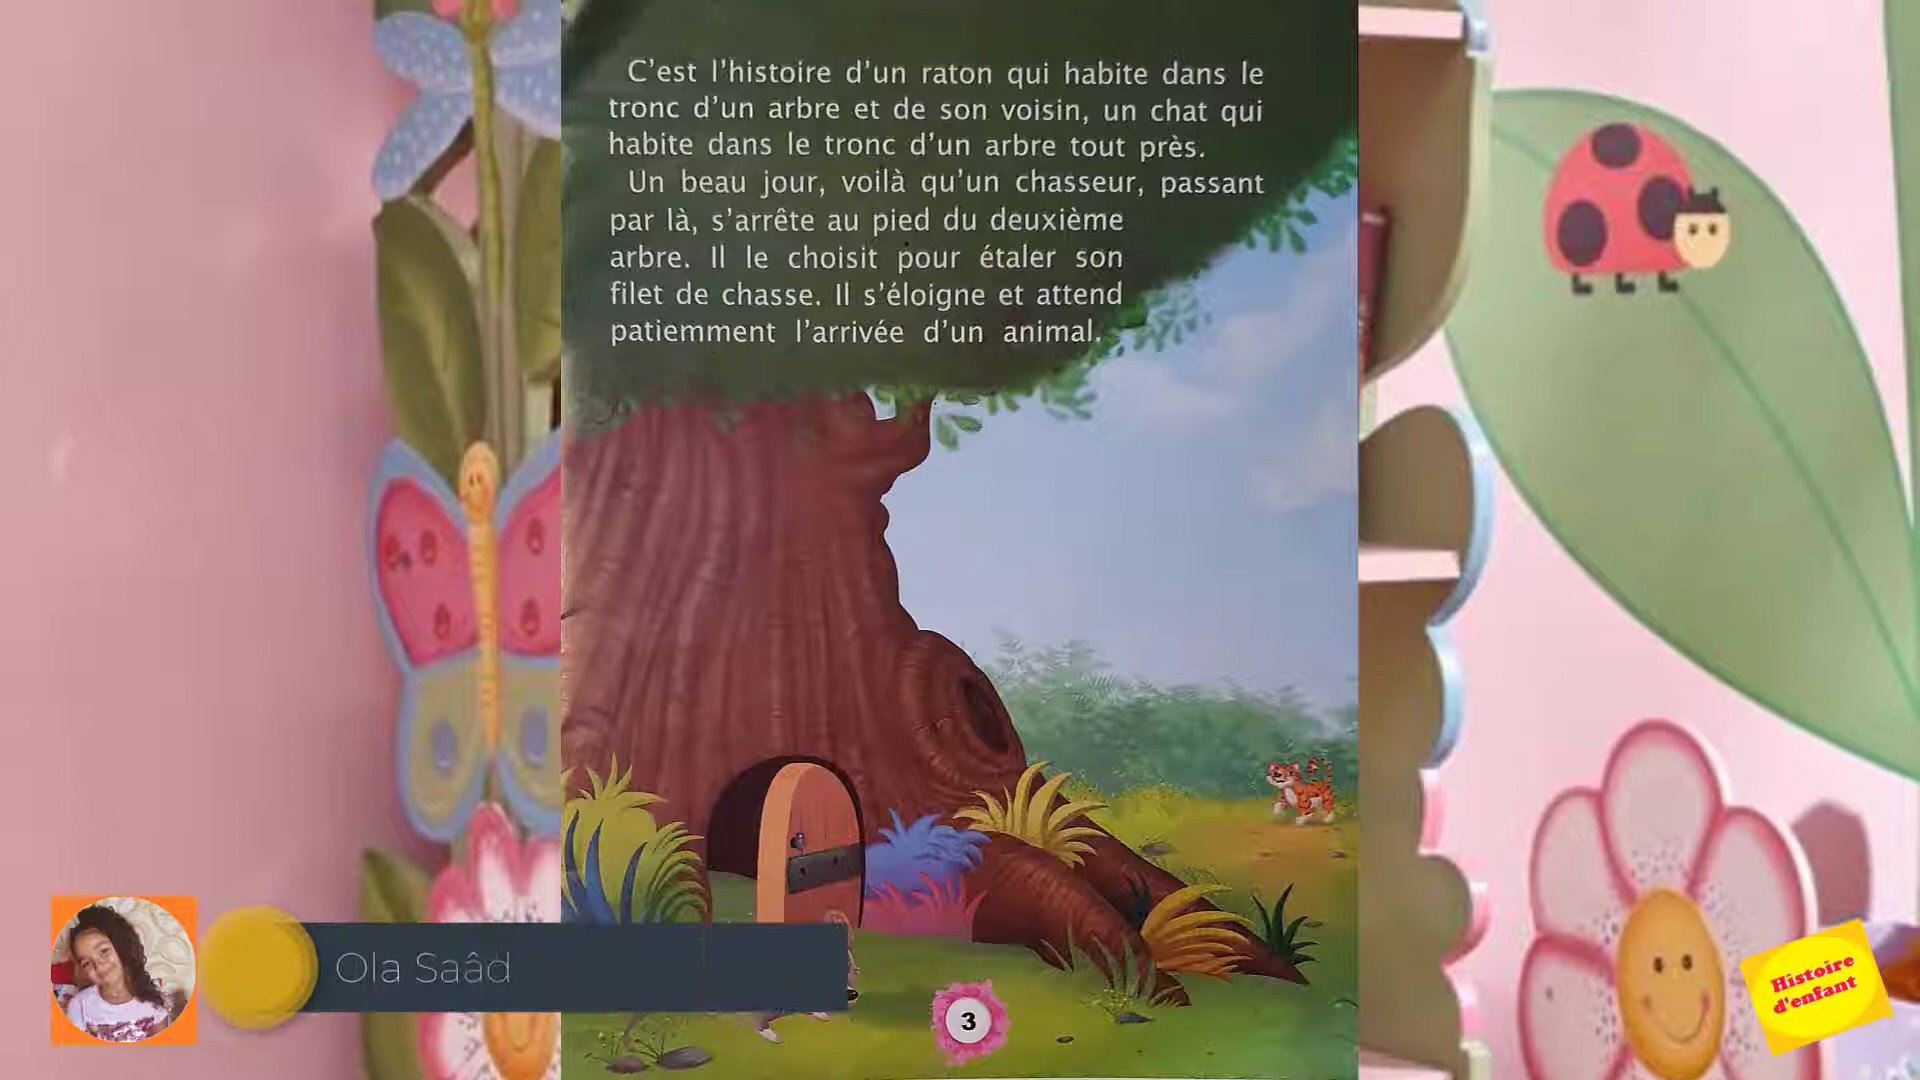 C’est l’histoire d’un raton qui habite dans le
tronc d’un arbre et de son voisin, un chat qui
habite dans le tronc d’un arbre tout près.
Un beau jour, voilà qu’un chasseur, passant
par là, s’arrête au pied du deuxième
arbre. Il le choisit pour étaler son
filet de chasse. Il s’éloigne et attend
patiemment l’arrivée d’un animal.
Ola Saâd
3
Histoire
d'enfant